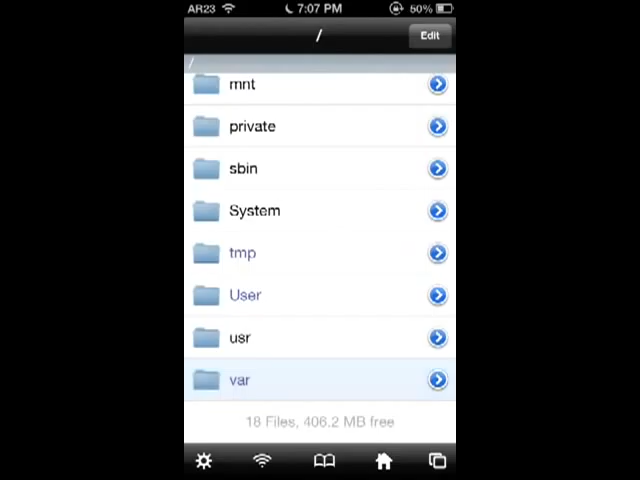 AR23 7:07 PM 50%
/ Edit
/
mnt
private
sbin
System
tmp
User
usr
var
18 Files, 406.2 MB free